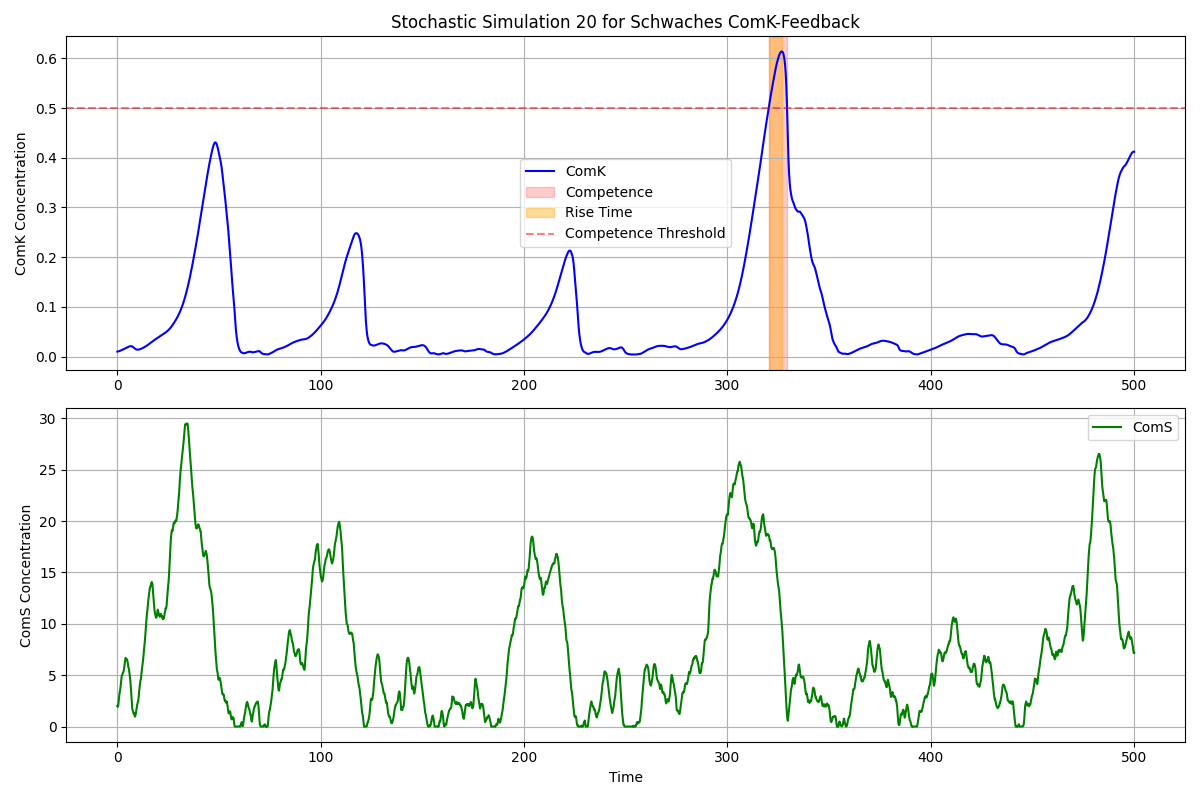 Stochastic Simulation 20 for Schwaches ComK-Feedback
ComK Concentration
0.6
0.5
0.4
0.3
0.2
0.1
0.0
ComK
Competence
Rise Time
Competence Threshold
0 100 200 300 400 500
ComS Concentration
30
25
20
15
10
5
0
ComS
0 100 200 300 400 500
Time